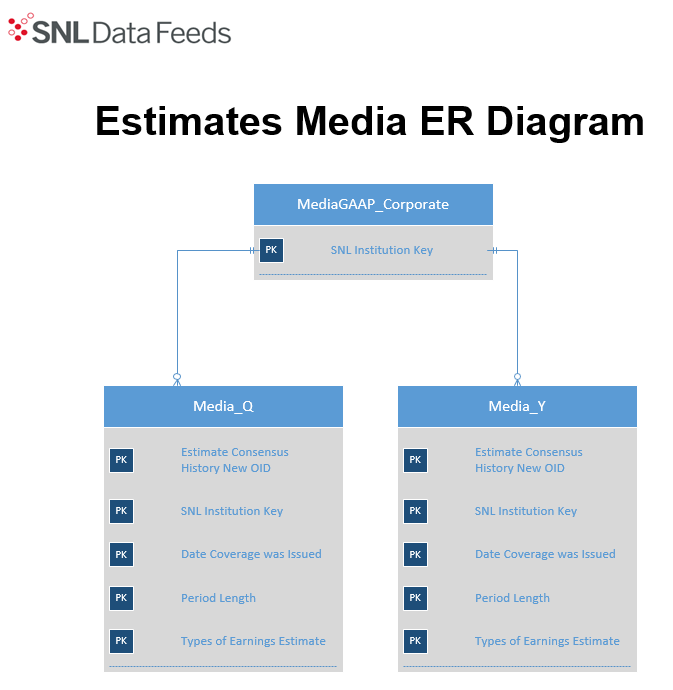 SNL Data Feeds
Estimates Media ER Diagram
MediaGAAP_Corporate
PK SNL Institution Key
Media_Q
PK Estimate Consensus
History New OID
PK SNL Institution Key
PK Date Coverage was Issued
PK Period Length
PK Types of Earnings Estimate
Media_Y
PK Estimate Consensus
History New OID
PK SNL Institution Key
PK Date Coverage was Issued
PK Period Length
PK Types of Earnings Estimate